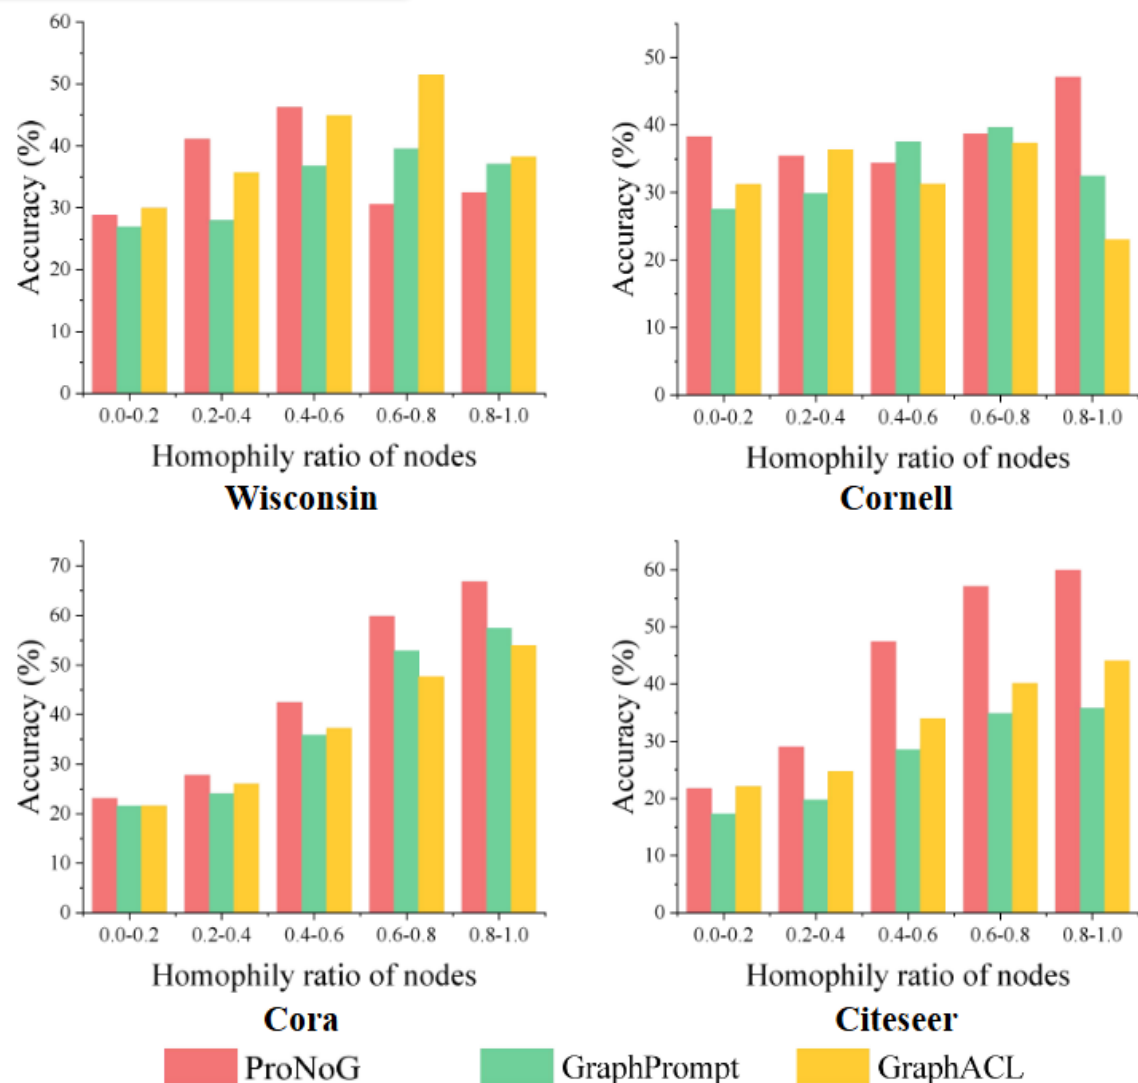 60
50
40
30
20
10
0
Accuracy (%)
0.0-0.2 0.2-0.4 0.4-0.6 0.6-0.8 0.8-1.0
Homophily ratio of nodes
Wisconsin
50
40
30
20
10
0
Accuracy (%)
0.0-0.2 0.2-0.4 0.4-0.6 0.6-0.8 0.8-1.0
Homophily ratio of nodes
Cornell
70
60
50
40
30
20
10
0
Accuracy (%)
0.0-0.2 0.2-0.4 0.4-0.6 0.6-0.8 0.8-1.0
Homophily ratio of nodes
Cora
60
50
40
30
20
10
0
Accuracy (%)
0.0-0.2 0.2-0.4 0.4-0.6 0.6-0.8 0.8-1.0
Homophily ratio of nodes
Citeseer
ProNoG GraphPrompt GraphACL